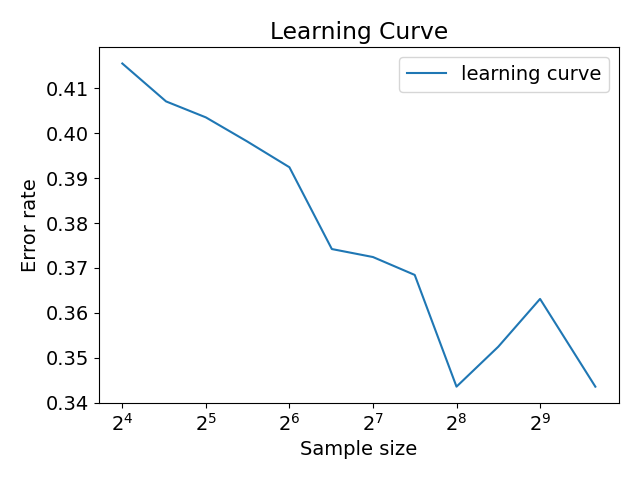 Learning Curve
learning curve
Error rate
0.41
0.40
0.39
0.38
0.37
0.36
0.35
0.34
2⁴ 2⁵ 2⁶ 2⁷ 2⁸ 2⁹
Sample size